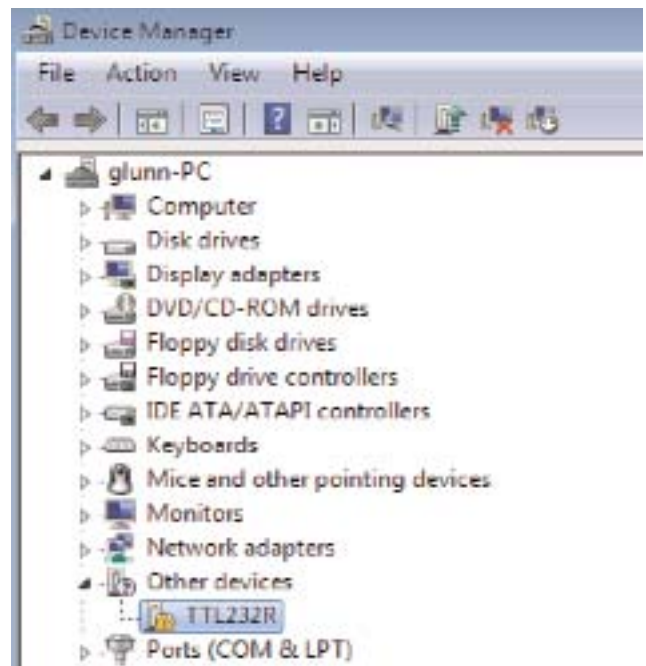 Device Manager
File Action View Help
glunn-PC
Computer
Disk drives
Display adapters
DVD/CD-ROM drives
Floppy disk drives
Floppy drive controllers
IDE ATA/ATAPI controllers
Keyboards
Mice and other pointing devices
Monitors
Network adapters
Other devices
TTL232R
Ports (COM & LPT)